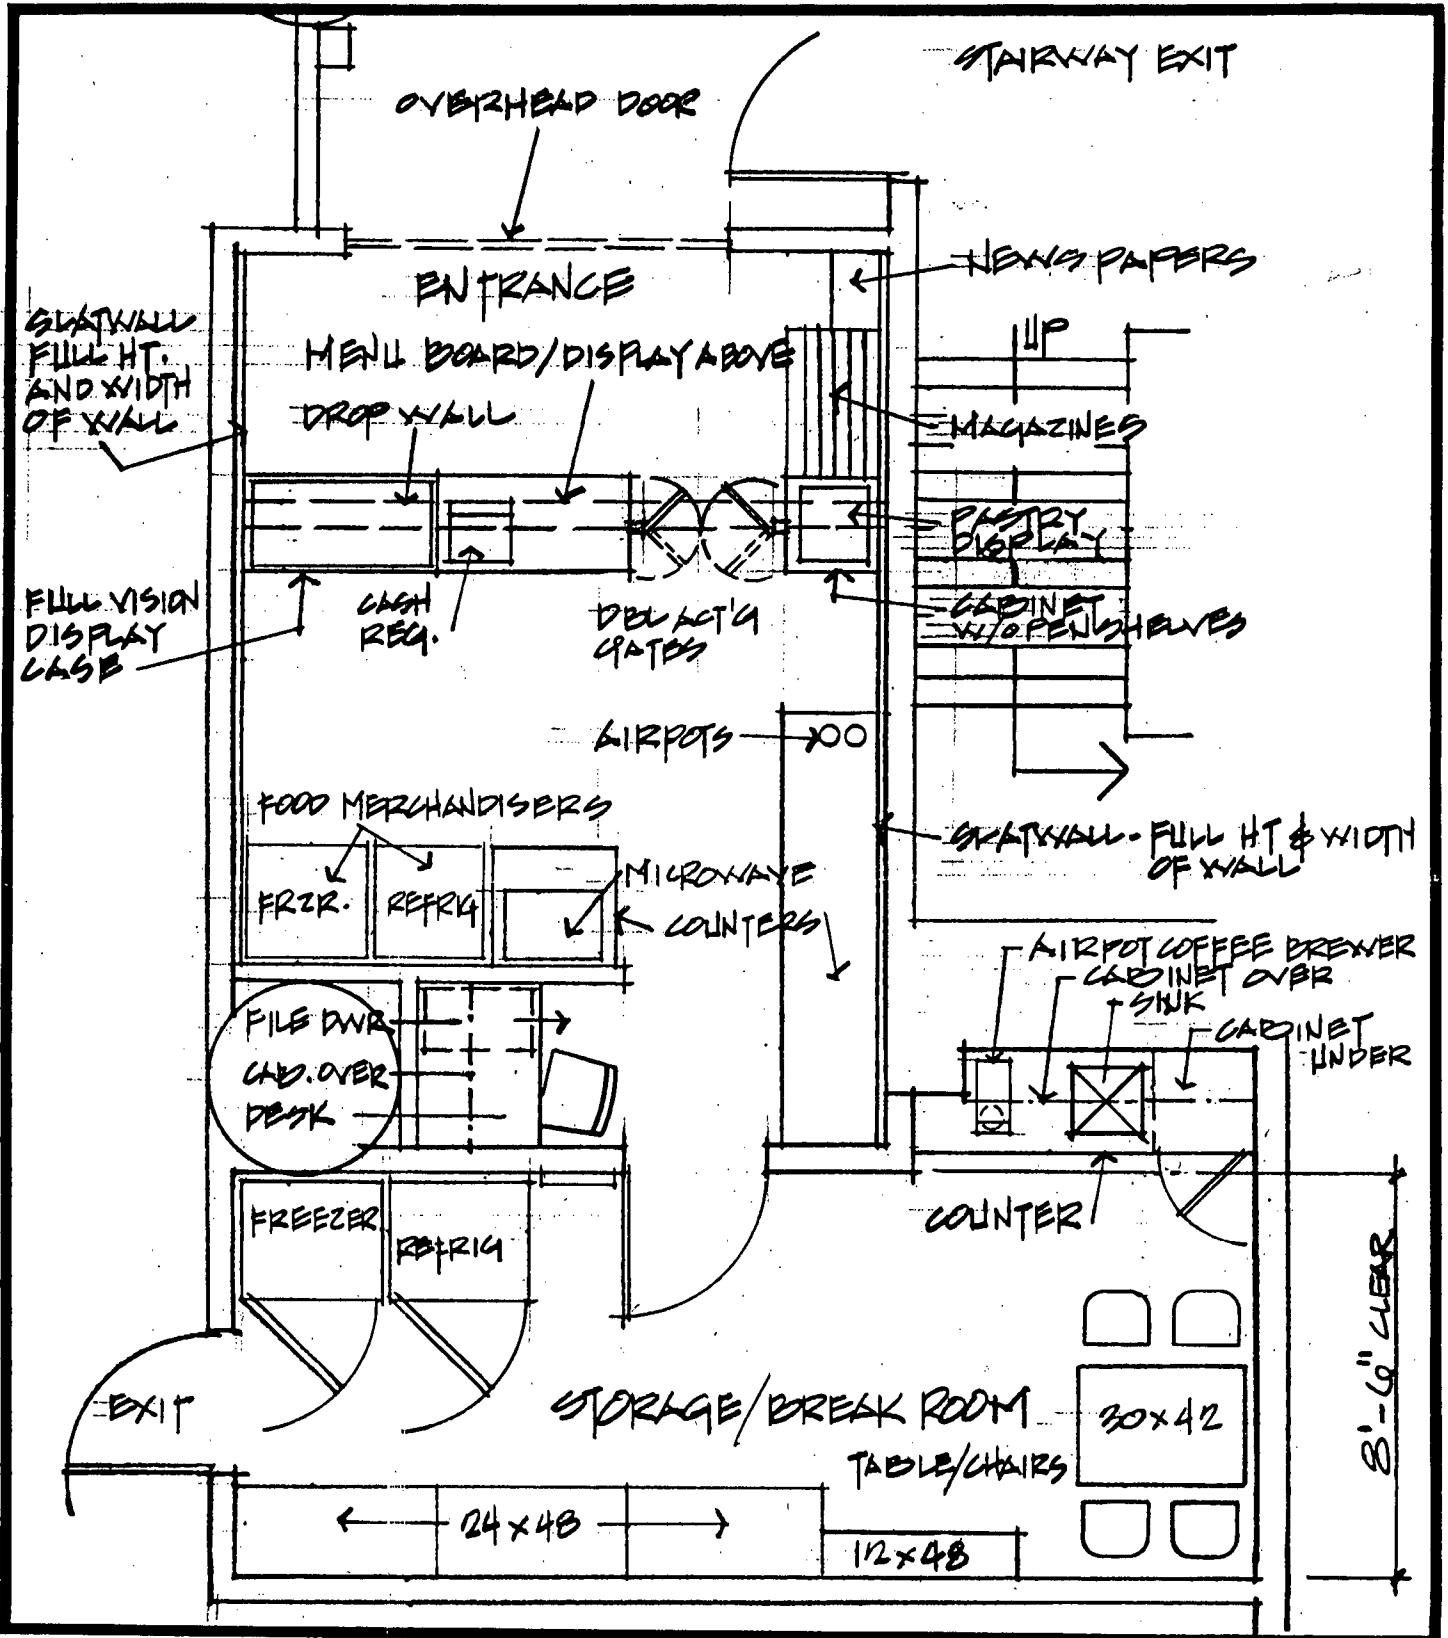 STAIRWAY EXIT
OVERHEAD DOOR
NEWS PAPERS
ENTRANCE
SLATWALL
FULL HT.
AND WIDTH
OF WALL
UP
MENU BOARD/DISPLAY ABOVE
DROP WALL
MAGAZINES
PASTRY
DISPLAY
FULL VISION
DISPLAY
CASE
CASH
REG.
DBL ACT'G
GATES
CABINET
W/OPEN SHELVES
AIRPOTS
FOOD MERCHANDISERS
SLATWALL - FULL HT & WIDTH
OF WALL
MICROWAVE
FRZR.
REFRIG
COUNTERS
AIRPOT COFFEE BREWER
CABINET OVER
SINK
CABINET
UNDER
FILE DWR.
CAB. OVER
DESK
FREEZER
REFRIG
COUNTER
8'-6" CLEAR
EXIT
STORAGE/BREAK ROOM
30x42
TABLE/CHAIRS
24x48
12x48